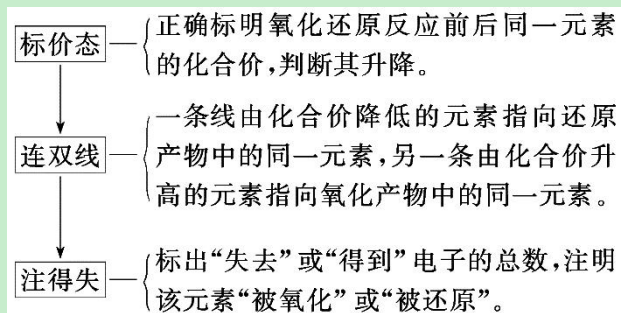 标价态
正确标明氧化还原反应前后同一元素
的化合价,判断其升降。
连双线
一条线由化合价降低的元素指向还原
产物中的同一元素,另一条由化合价升
高的元素指向氧化产物中的同一元素。
注得失
标出“失去”或“得到”电子的总数,注明
该元素“被氧化”或“被还原”。